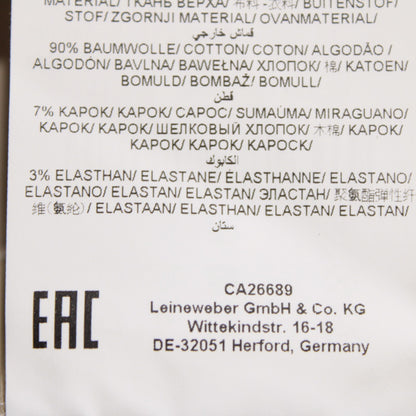 MATERIAL/ ТКАНЬ ВЕРХА/ 布料 - 衣料/ BUITENSTOF/
STOF/ ZGORNJI MATERIAL/ OVANMATERIAL/
قماش خارجي
90% BAUMWOLLE/ COTTON/ COTON/ ALGODÃO/
ALGODÓN/ BAVLNA/ BAWEŁNA/ ХЛОПОК/ 棉/ KATOEN/
BOMULD/ BOMBAŽ/ BOMULL/
قطن
7% KAPOK/ KAPOK/ CAPOC/ SUMAÚMA/ MIRAGUANO/
KAPOK/ KAPOK/ ШЕЛКОВЫЙ ХЛОПОК/ 木棉/ KAPOK/
KAPOK/ KAPOK/ KAPOCK/
الكابوك
3% ELASTHAN/ ELASTANE/ ÉLASTHANNE/ ELASTANO/
ELASTANO/ ELASTAN/ ELASTAN/ ЭЛАСТАН/ 聚氨酯弹性纤
维 (氨纶) / ELASTAAN/ ELASTAN/ ELASTAN/ ELASTAN/
ستان
EAC
CA26689
Leineweber GmbH & Co. KG
Wittekindstr. 16-18
DE-32051 Herford, Germany